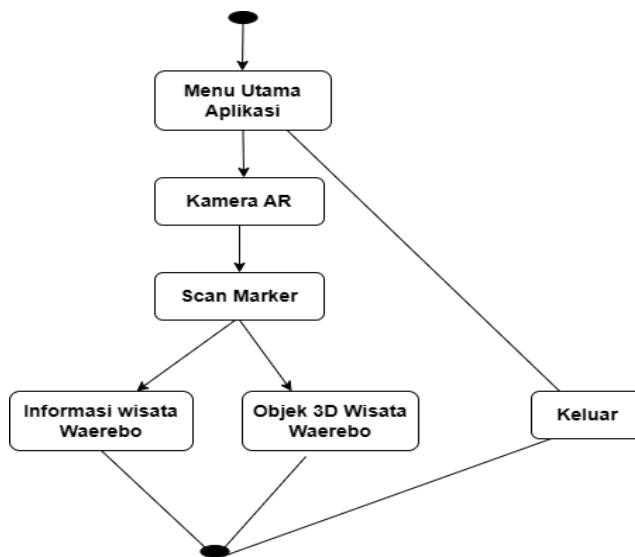 Menu Utama
Aplikasi
Kamera AR
Scan Marker
Informasi wisata
Waerebo
Objek 3D Wisata
Waerebo
Keluar